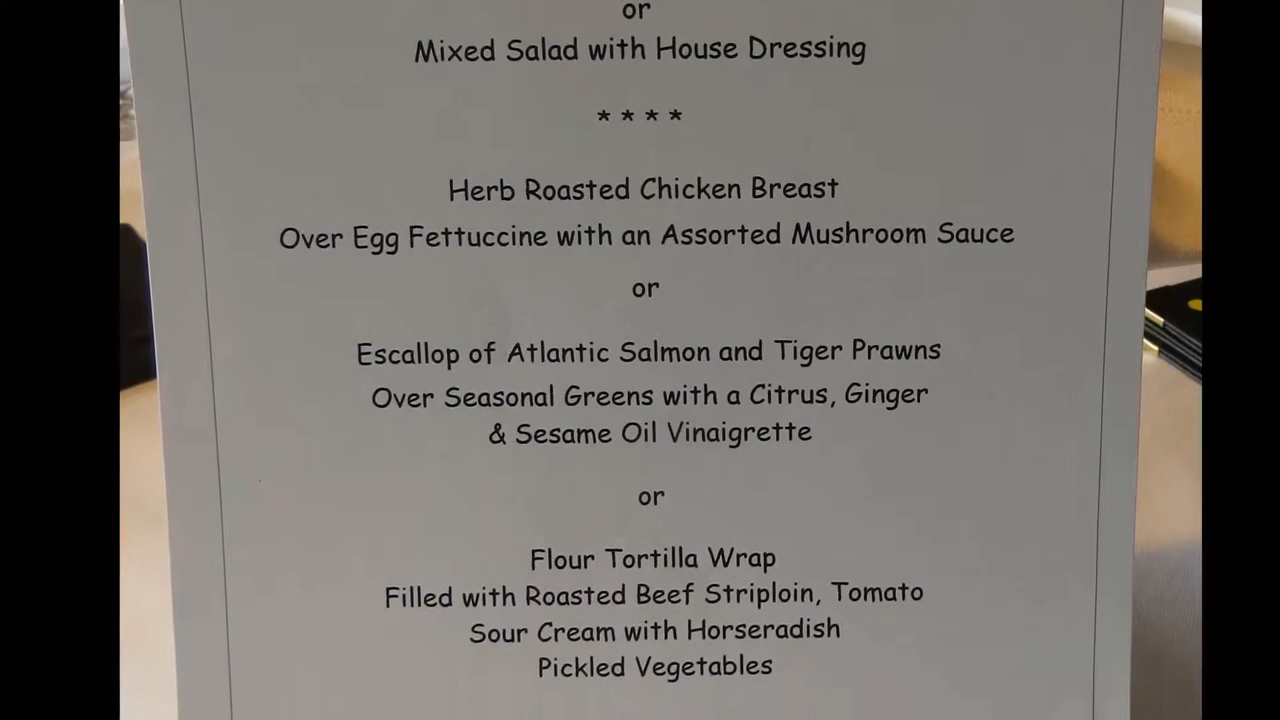 or
Mixed Salad with House Dressing
* * * *
Herb Roasted Chicken Breast
Over Egg Fettuccine with an Assorted Mushroom Sauce
or
Escallop of Atlantic Salmon and Tiger Prawns
Over Seasonal Greens with a Citrus, Ginger
& Sesame Oil Vinaigrette
or
Flour Tortilla Wrap
Filled with Roasted Beef Striploin, Tomato
Sour Cream with Horseradish
Pickled Vegetables